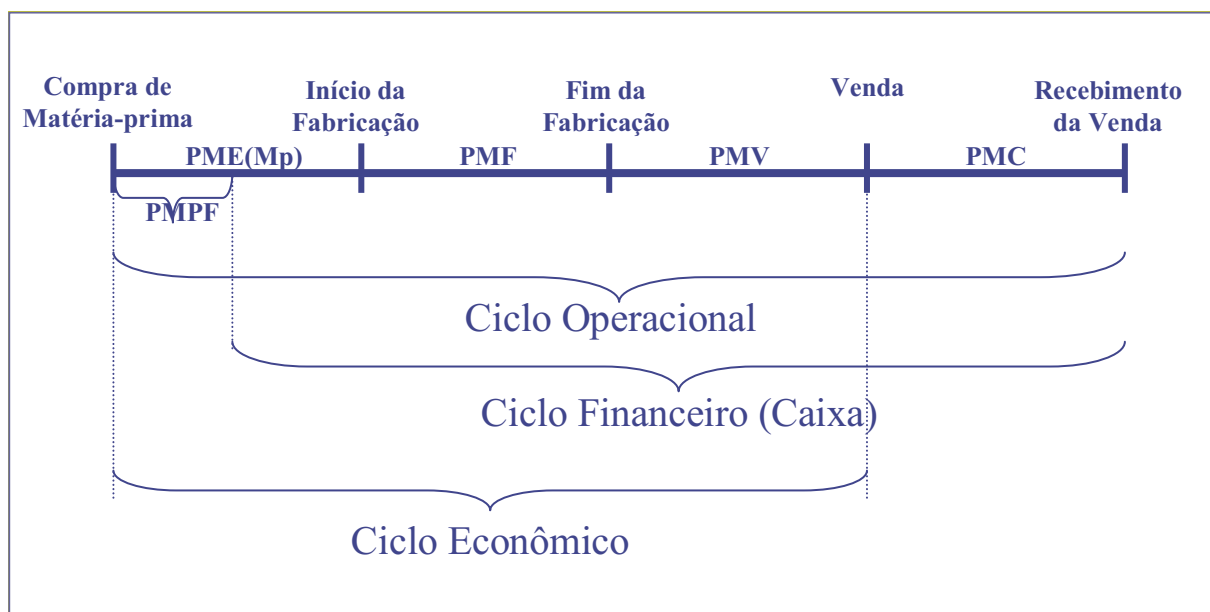 Compra de
Matéria-prima
Início da
Fabricação
Fim da
Fabricação
Venda
Recebimento
da Venda
PME(Mp)
PMF
PMV
PMC
PMPF
Ciclo Operacional
Ciclo Financeiro (Caixa)
Ciclo Econômico